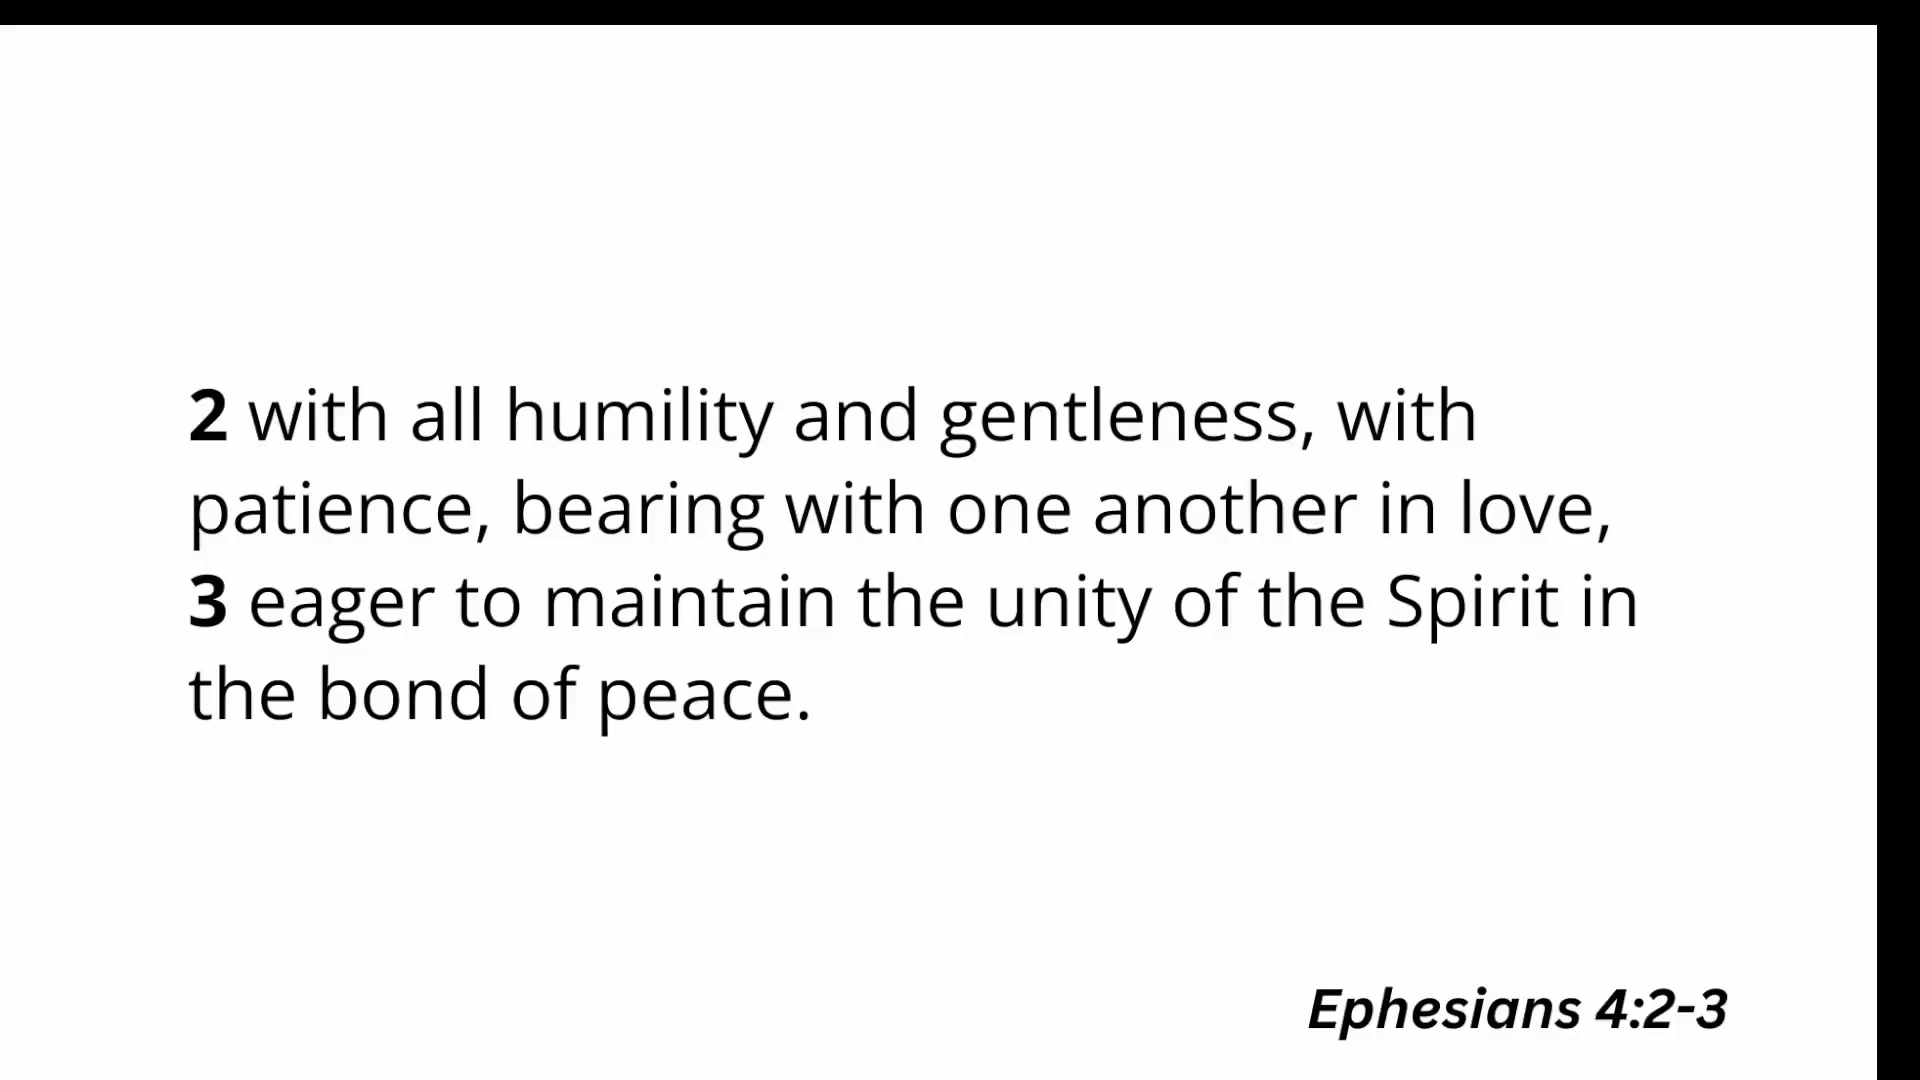 2 with all humility and gentleness, with
patience, bearing with one another in love,
3 eager to maintain the unity of the Spirit in
the bond of peace.
Ephesians 4:2-3